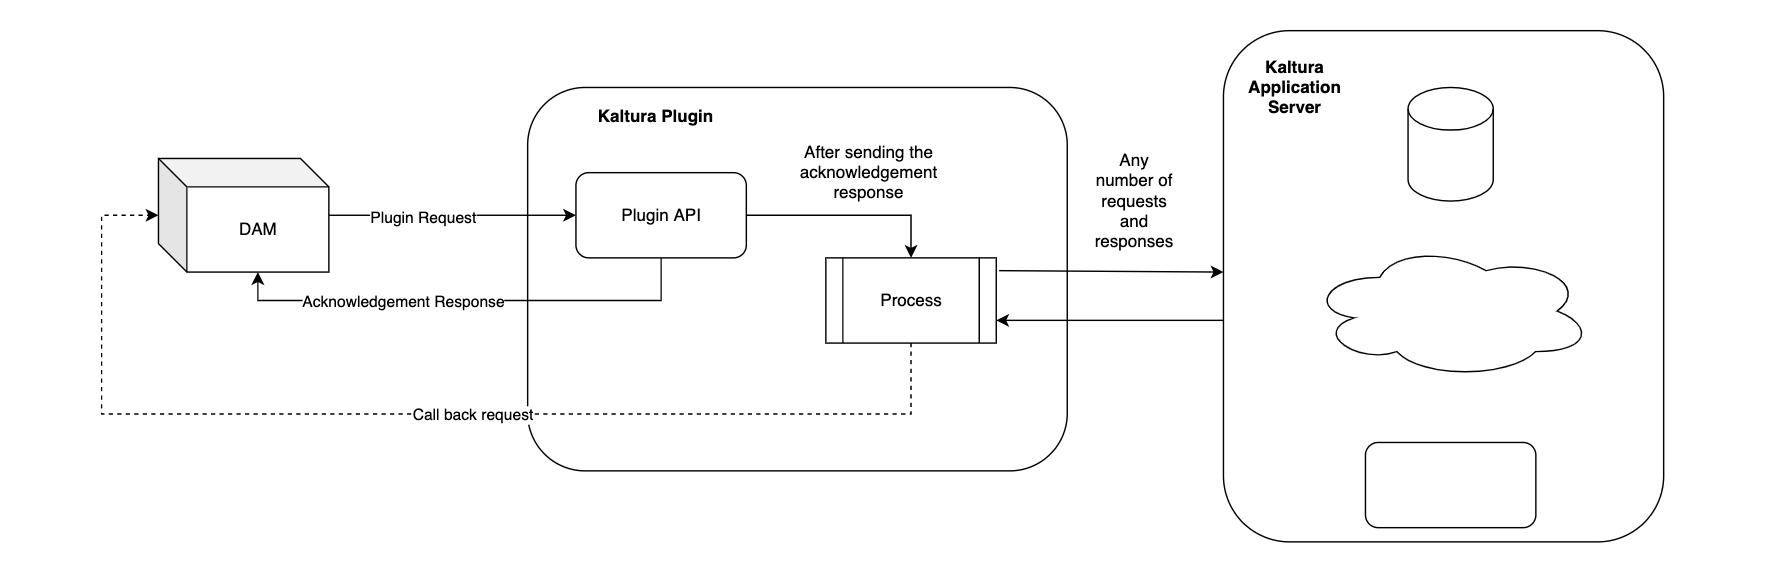 Kaltura
Application
Server
Kaltura Plugin
After sending the
acknowledgement
response
Any
number of
requests
and
responses
Plugin Request
Plugin API
DAM
Acknowledgement Response
Process
Call back request